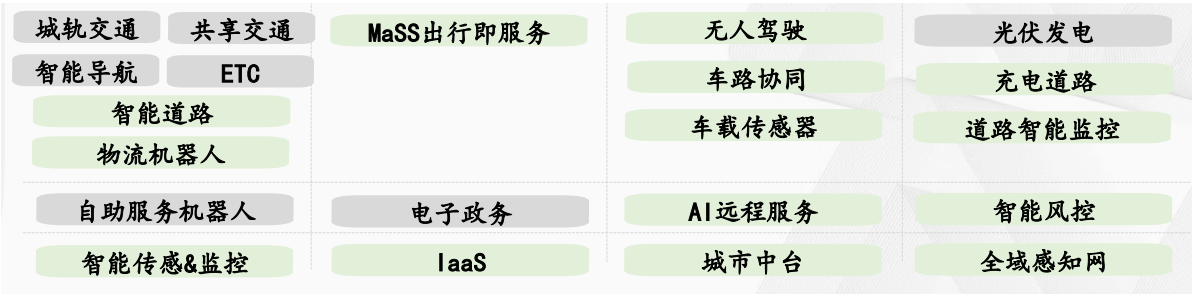 城轨交通 共享交通
智能导航 ETC
智能道路
物流机器人
MaSS出行即服务
无人驾驶
车路协同
车载传感器
光伏发电
充电道路
道路智能监控
自助服务机器人
电子政务
AI远程服务
智能风控
智能传感&监控
IaaS
城市中台
全域感知网